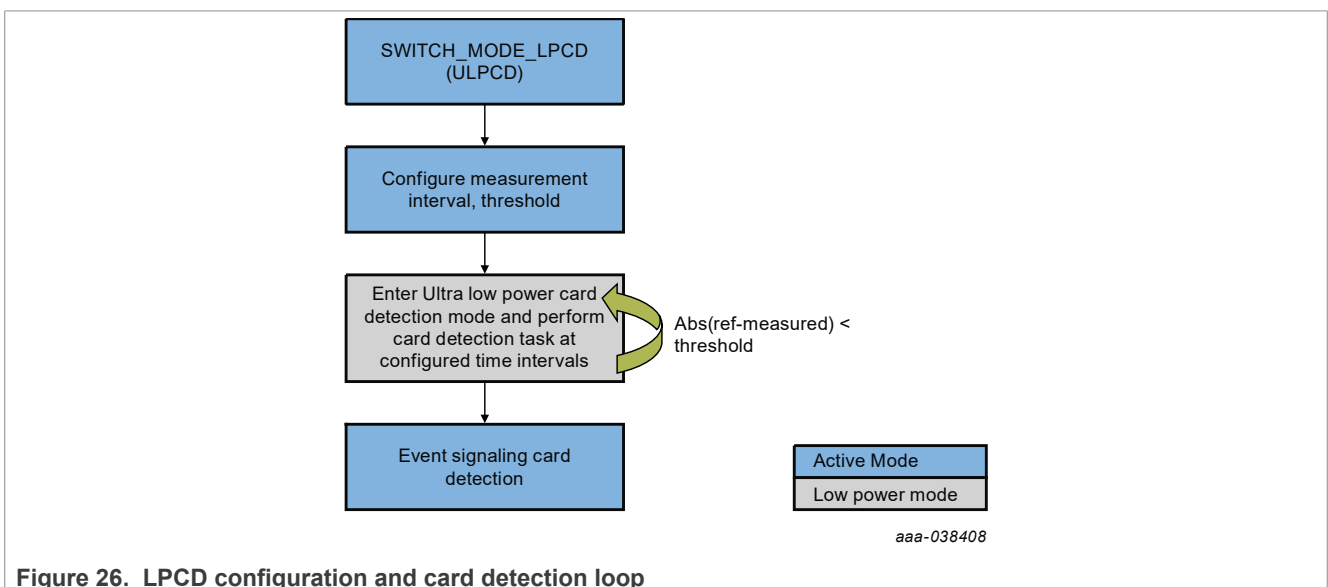 SWITCH_MODE_LPCD
(ULPCD)
Configure measurement
interval, threshold
Enter Ultra low power card
detection mode and perform
card detection task at
configured time intervals
Abs(ref-measured) <
threshold
Event signaling card
detection
Active Mode
Low power mode
aaa-038408
Figure 26. LPCD configuration and card detection loop